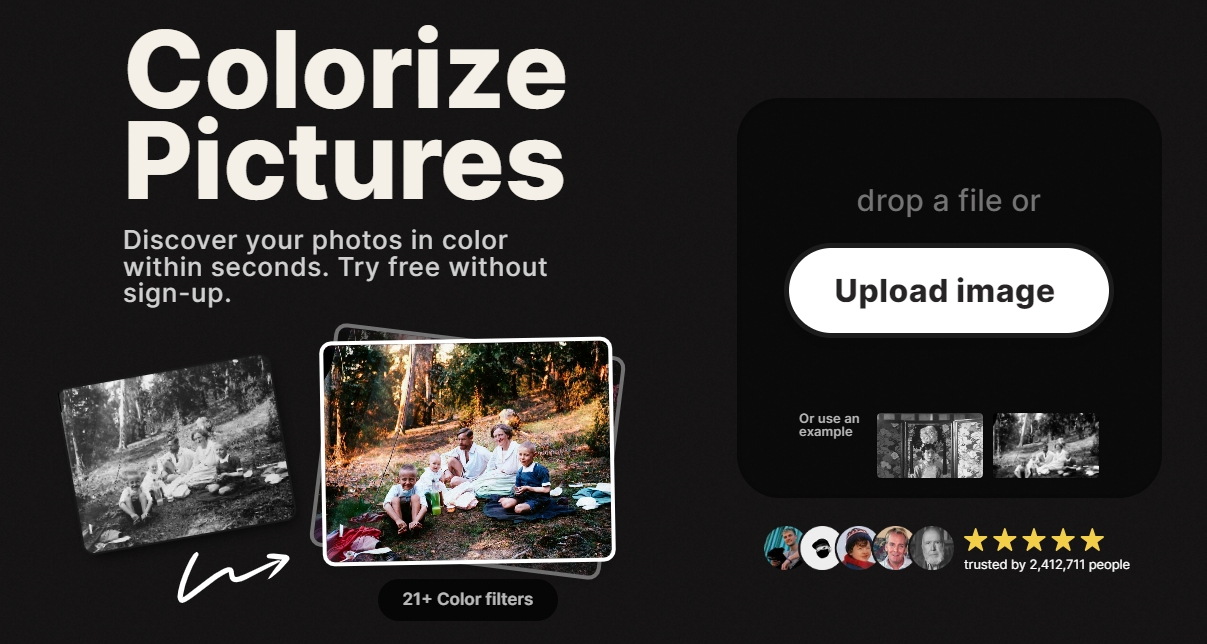 Colorize
Pictures
Discover your photos in color
within seconds. Try free without
sign-up.
21+ Color filters
drop a file or
Upload image
Or use an
example
trusted by 2,412,711 people